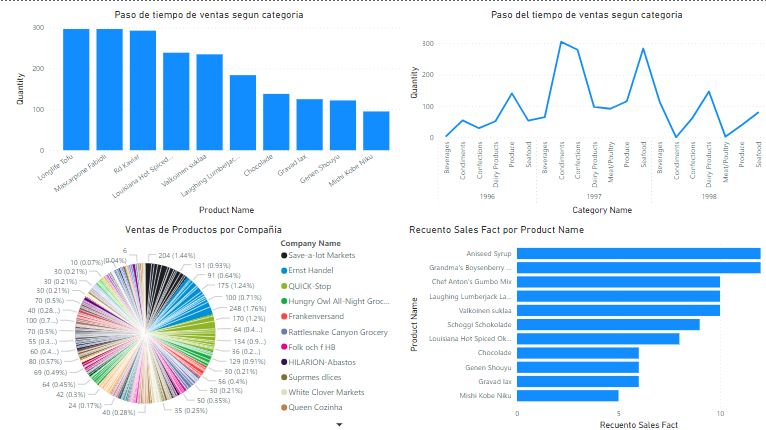 Paso de tiempo de ventas segun categoria
Quantity
300
200
100
0
Longlife Tofu
Mascarpone Fabioli
Rd Kaviar
Louisiana Hot Spiced...
Valkoinen suklaa
Laughing Lumberjac...
Chocolade
Gravad lax
Genen Shouyu
Mishi Kobe Niku
Product Name
Paso del tiempo de ventas segun categoria
Quantity
300
200
100
0
Beverages
Condiments
Confections
Dairy Products
Produce
Seafood
Beverages
Condiments
Confections
Dairy Products
Meat/Poultry
Produce
Seafood
Beverages
Condiments
Confections
Dairy Products
Meat/Poultry
Produce
Seafood
1996
1997
1998
Category Name
Ventas de Productos por Compañia
6
204 (1.44%)
131 (0.93%)
91 (0.64%)
175 (1.24%)
100 (0.71%)
248 (1.76%)
170 (1.2%)
64 (0.4...)
134 (0.9...)
36 (0.2...)
129 (0.91%)
30 (0.21%)
56 (0.4%)
30 (0.21%)
50 (0.35%)
35 (0.25%)
40 (0.28%)
24 (0.17%)
42 (0.3%)
64 (0.45%)
69 (0.49%)
80 (0.57%)
60 (0.4...)
55 (0.3...)
70 (0.5%)
100 (0.7...)
40 (0.28...)
70 (0.5%)
30 (0.21%)
30 (0.21%)
30 (0.21%)
10 (0.07%)
Company Name
Save-a-lot Markets
Ernst Handel
QUICK-Stop
Hungry Owl All-Night Groc...
Frankenversand
Rattlesnake Canyon Grocery
Folk och f HB
HILARION-Abastos
Suprmes dlices
White Clover Markets
Queen Cozinha
Recuento Sales Fact por Product Name
Product Name
Aniseed Syrup
Grandma's Boysenberry ...
Chef Anton's Gumbo Mix
Laughing Lumberjack La...
Valkoinen suklaa
Scoggi Schokolade
Louisiana Hot Spiced Ok...
Chocolade
Genen Shouyu
Gravad lax
Mishi Kobe Niku
0
5
10
Recuento Sales Fact